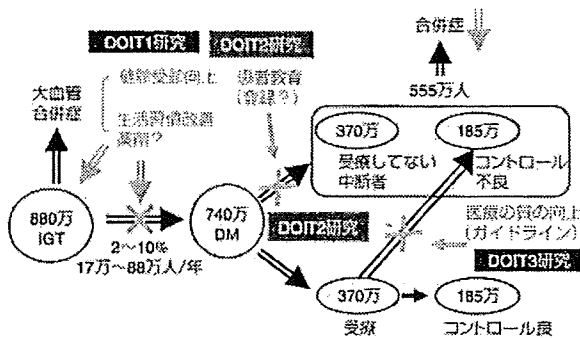 DOIT1研究
DOIT2研究
合併症
健診受診向上
患者教育
(登録?)
大血管
合併症
生活習慣改善
薬剤?
555万人
370万
185万
受療してない
中断者
コントロール
不良
880万
IGT
740万
DM
2~10%
17万~88万人/年
DOIT2研究
医療の質の向上
(ガイドライン)
DOIT3研究
370万
受療
185万
コントロール良